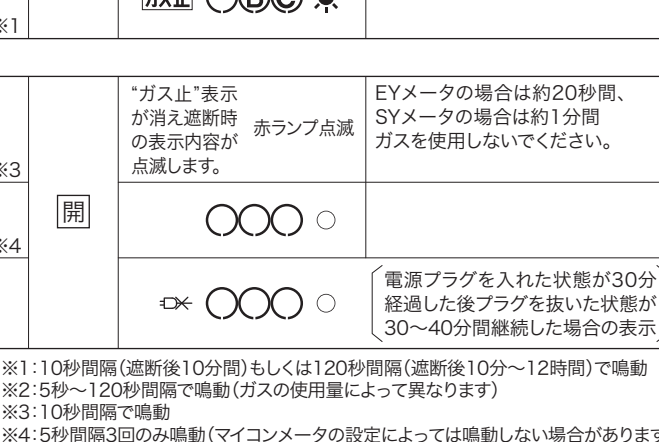 ※1
ガス止 ◯ⒷⒸ
※3
“ガス止”表示
が消え遮断時
の表示内容が
点滅します。
赤ランプ点滅
EYメータの場合は約20秒間、
SYメータの場合は約1分間
ガスを使用しないでください。
開
※4
電源プラグを入れた状態が30分
経過した後プラグを抜いた状態が
30〜40分間継続した場合の表示
※1:10秒間隔(遮断後10分間)もしくは120秒間隔(遮断後10分〜12時間)で鳴動
※2:5秒〜120秒間隔で鳴動(ガスの使用量によって異なります)
※3:10秒間隔で鳴動
※4:5秒間隔3回のみ鳴動(マイコンメータの設定によっては鳴動しない場合があります